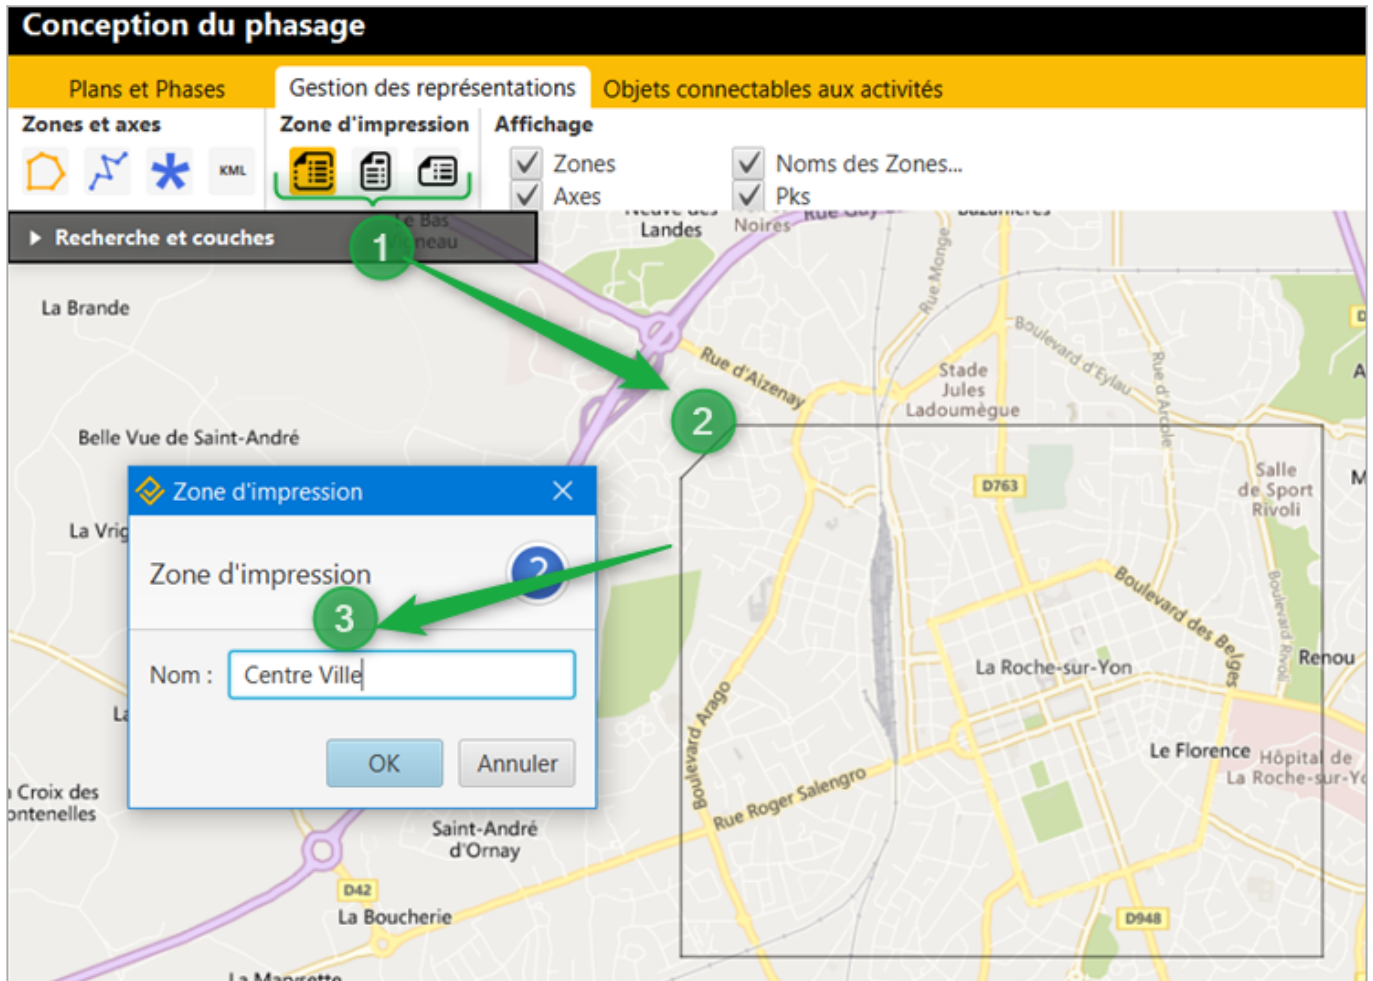 Conception du phasage
Plans et Phases
Gestion des représentations
Objets connectables aux activités
Zones et axes
Zone d'impression
Affichage
KML
Zones
Noms des Zones...
Axes
Pks
Recherche et couches
1
Le Bas
Landes
Noires
Rue Monge
La Brande
Rue d'Aizenay
Boulevard d'Eylau
Rue d'Arcole
Stade
Jules
Ladoumègue
2
Belle Vue de Saint-André
Salle
de Sport
Rivoli
D763
Zone d'impression
La Vrig
Zone d'impression
?
3
Nom :
Centre Ville
OK
Annuler
Boulevard des Belges
Boulevard Rivoli
Renou
La Roche-sur-Yon
Boulevard Arago
Le Florence
Hôpital de
La Roche-sur-Yo
Rue Roger Salengro
Croix des
ontenelles
Saint-André
d'Ornay
D42
La Boucherie
D948